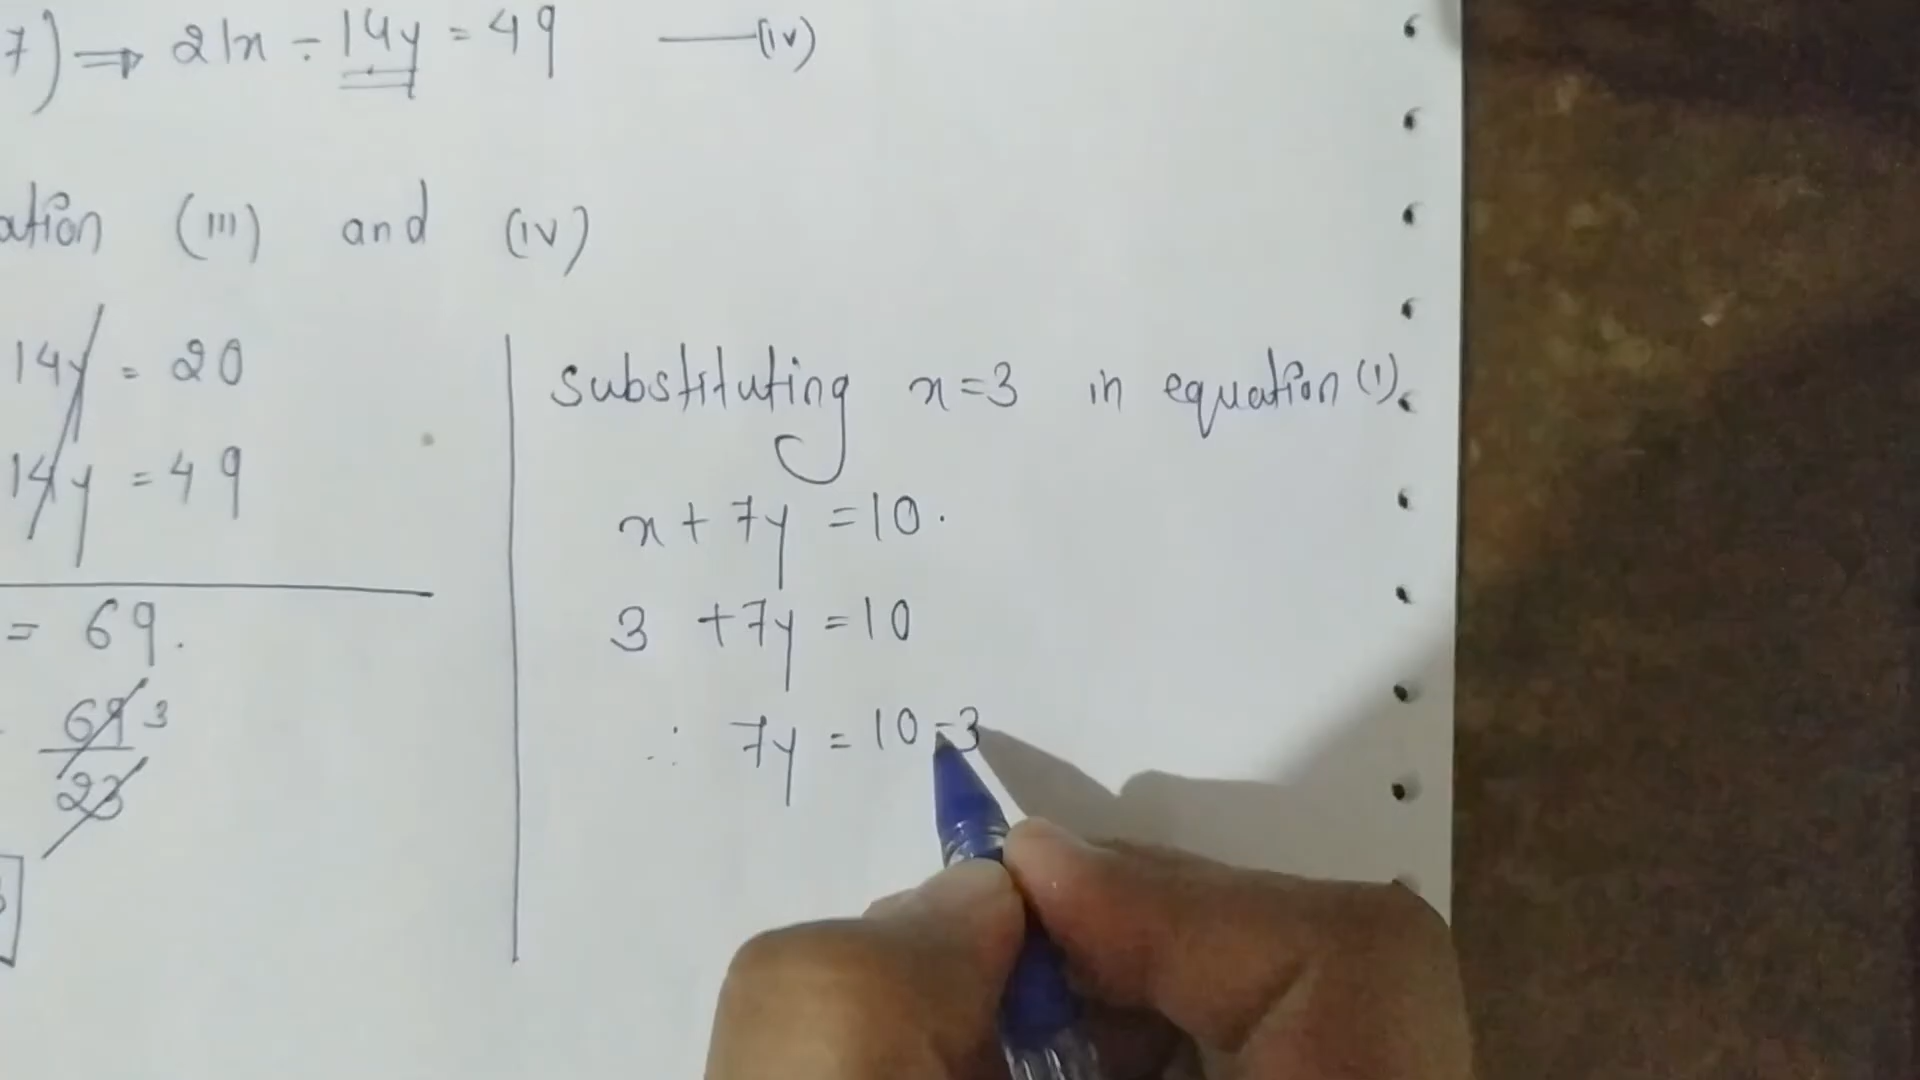 7) ⇒ 21x - 14y = 49 —(iv)
ation (III) and (IV)
14y = 20
14y = 49
= 69.
69 3
23
substituting x=3 in equation (1).
x + 7y = 10.
3 + 7y = 10
∴ 7y = 10-3